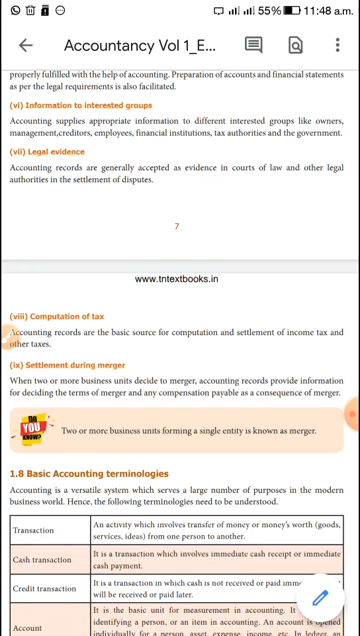 55% 11:48 a.m.
Accountancy Vol 1_E...
properly fulfilled with the help of accounting. Preparation of accounts and financial statements
as per the legal requirements is also facilitated.
(vi) Information to interested groups
Accounting supplies appropriate information to different interested groups like owners,
management,creditors, employees, financial institutions, tax authorities and the government.
(vii) Legal evidence
Accounting records are generally accepted as evidence in courts of law and other legal
authorities in the settlement of disputes.
7
www.tntextbooks.in
(viii) Computation of tax
Accounting records are the basic source for computation and settlement of income tax and
other taxes.
(ix) Settlement during merger
When two or more business units decide to merger, accounting records provide information
for deciding the terms of merger and any compensation payable as a consequence of merger.
Do
YOU
KNOW?
Two or more business units forming a single entity is known as merger.
1.8 Basic Accounting terminologies
Accounting is a versatile system which serves a large number of purposes in the modern
business world. Hence, the following terminologies need to be understood.
Transaction
An activity which involves transfer of money or money's worth (goods,
services, ideas) from one person to another.
Cash transaction
It is a transaction which involves immediate cash receipt or immediate
cash payment.
Credit transaction
It is a transaction in which cash is not received or paid imme
will be received or paid later.
Account
It is the basic unit for measurement in accounting. It
identifying a person, or an item in accounting. An account is opened
individually for a person, asset, expense, income, etc. In ledger, an